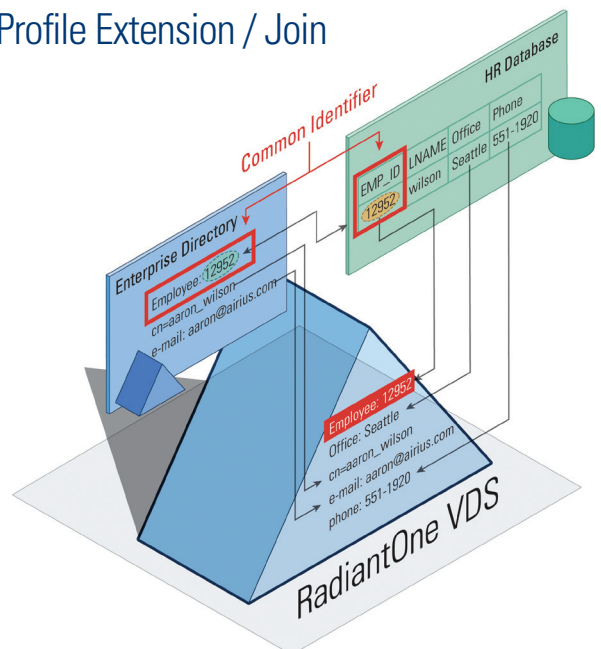 Profile Extension / Join
HR Database
EMP_ID LNAME Office Phone
12952 wilson Seattle 551-1920
Common Identifier
Enterprise Directory
Employee: 12952
cn=aaron_wilson
e-mail: aaron@airius.com
Employee: 12952
Office: Seattle
cn=aaron_wilson
e-mail: aaron@airius.com
phone: 551-1920
RadiantOne VDS